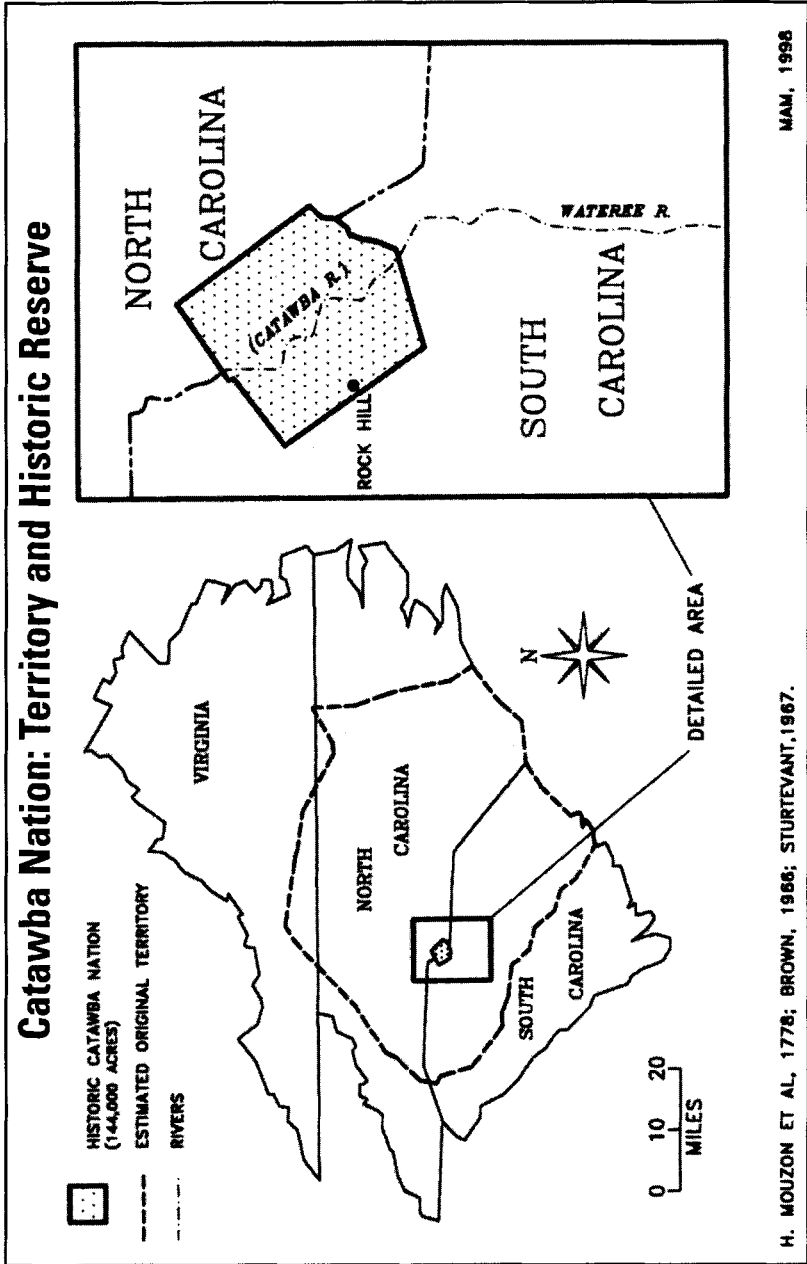 Catawba Nation: Territory and Historic Reserve
HISTORIC CATAWBA NATION
(144,000 ACRES)
ESTIMATED ORIGINAL TERRITORY
RIVERS
VIRGINIA
NORTH
CAROLINA
SOUTH
CAROLINA
N
0 10 20
MILES
DETAILED AREA
NORTH
CAROLINA
(CATAWBA R.)
ROCK HILL
WATEREE R.
SOUTH
CAROLINA
H. MOUZON ET AL, 1778; BROWN, 1966; STURTEVANT,1967.
MAM, 1998